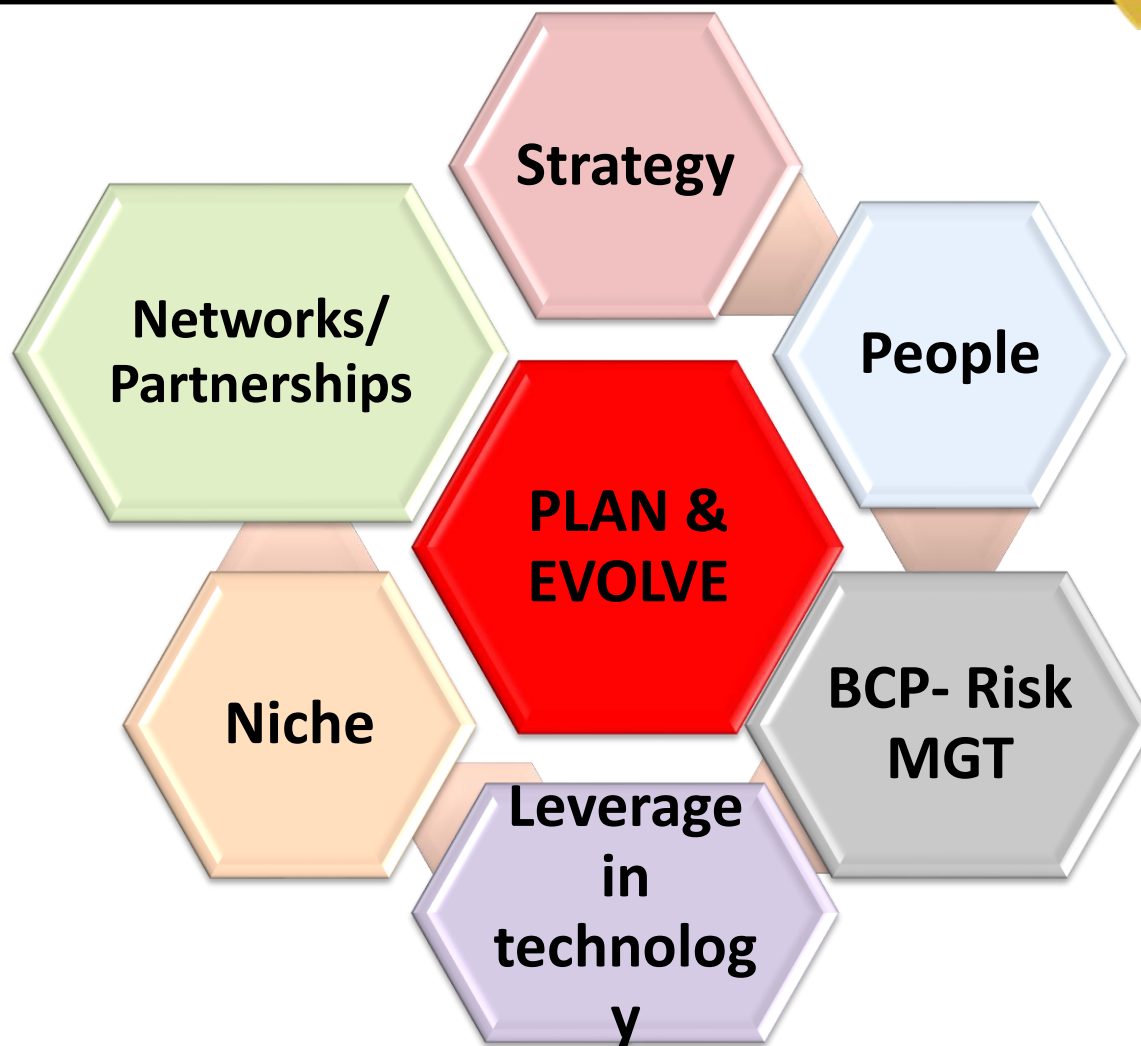 Strategy
People
BCP- Risk
MGT
Leverage
in
technolog
y
Niche
Networks/
Partnerships
PLAN &
EVOLVE